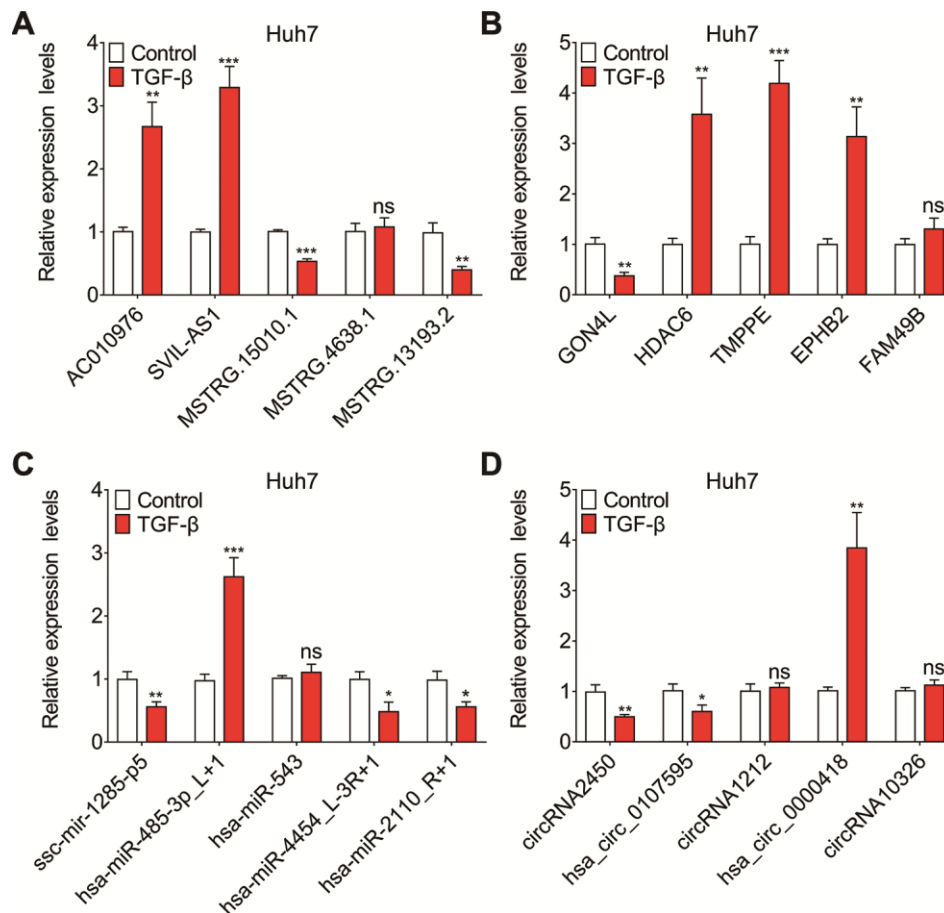 A
Huh7
Relative expression levels
Control
TGF-β
4
3
2
1
0
**
***
***
ns
**
AC010976
SVIL-AS1
MSTRG.15010.1
MSTRG.4638.1
MSTRG.13193.2
B
Huh7
Relative expression levels
Control
TGF-β
5
4
3
2
1
0
**
**
***
**
ns
GON4L
HDAC6
TMPPE
EPHB2
FAM49B
C
Huh7
Relative expression levels
Control
TGF-β
4
3
2
1
0
**
***
ns
*
*
ssc-mir-1285-p5
hsa-miR-485-3p_L+1
hsa-miR-543
hsa-miR-4454_L-3R+1
hsa-miR-2110_R+1
D
Huh7
Relative expression levels
Control
TGF-β
5
4
3
2
1
0
**
*
ns
**
ns
circRNA2450
hsa_circ_0107595
circRNA1212
hsa_circ_0000418
circRNA10326